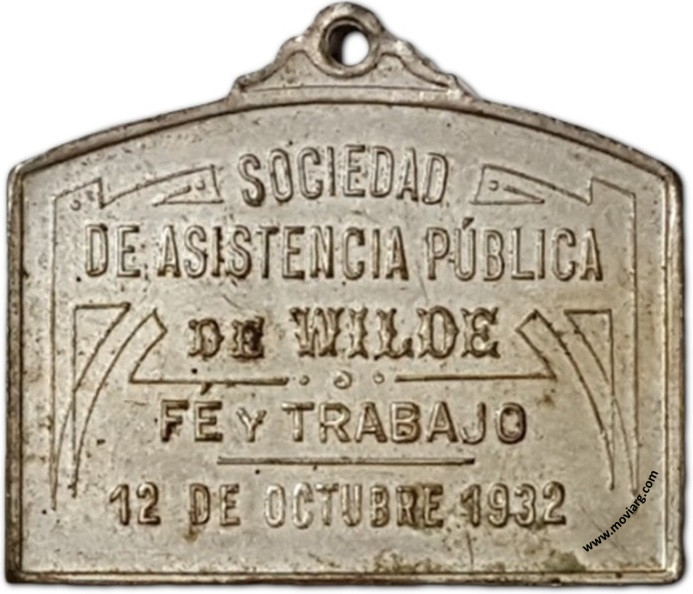 SOCIEDAD
DE ASISTENCIA PÚBLICA
DE WILDE
FÉ Y TRABAJO
12 DE OCTUBRE 1932
www.moviarg.com